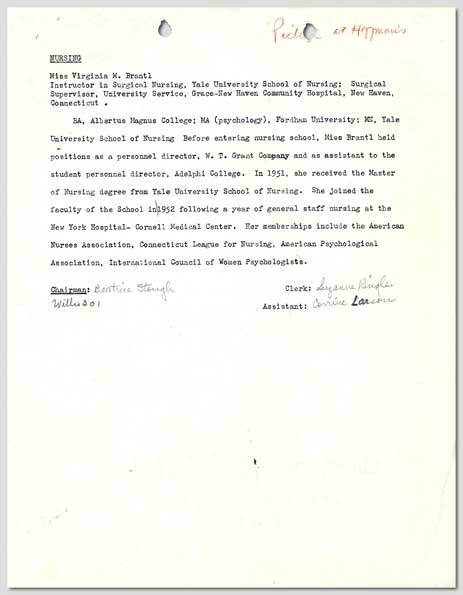 Picture at Hoffman's
NURSING
Miss Virginia M. Brantl
Instructor in Surgical Nursing, Yale University School of Nursing; Surgical
Supervisor, University Service, Grace-New Haven Community Hospital, New Haven,
Connecticut .
BA, Albertus Magnus College; MA (psychology), Fordham University; MS, Yale
University School of Nursing Before entering nursing school, Miss Brantl held
positions as a personnel director, W. T. Grant Company and as assistant to the
student personnel director, Adelphi College. In 1951, she received the Master
of Nursing degree from Yale University School of Nursing. She joined the
faculty of the School in 1952 following a year of general staff nursing at the
New York Hospital- Cornell Medical Center. Her memberships include the American
Nurses Association, Connecticut League for Nursing, American Psychological
Association, International Council of Women Psychologists.
Chairman: Beatrice Stough Clerk: Suzanne Ringle
Willis 201 Assistant: Corrine Larson